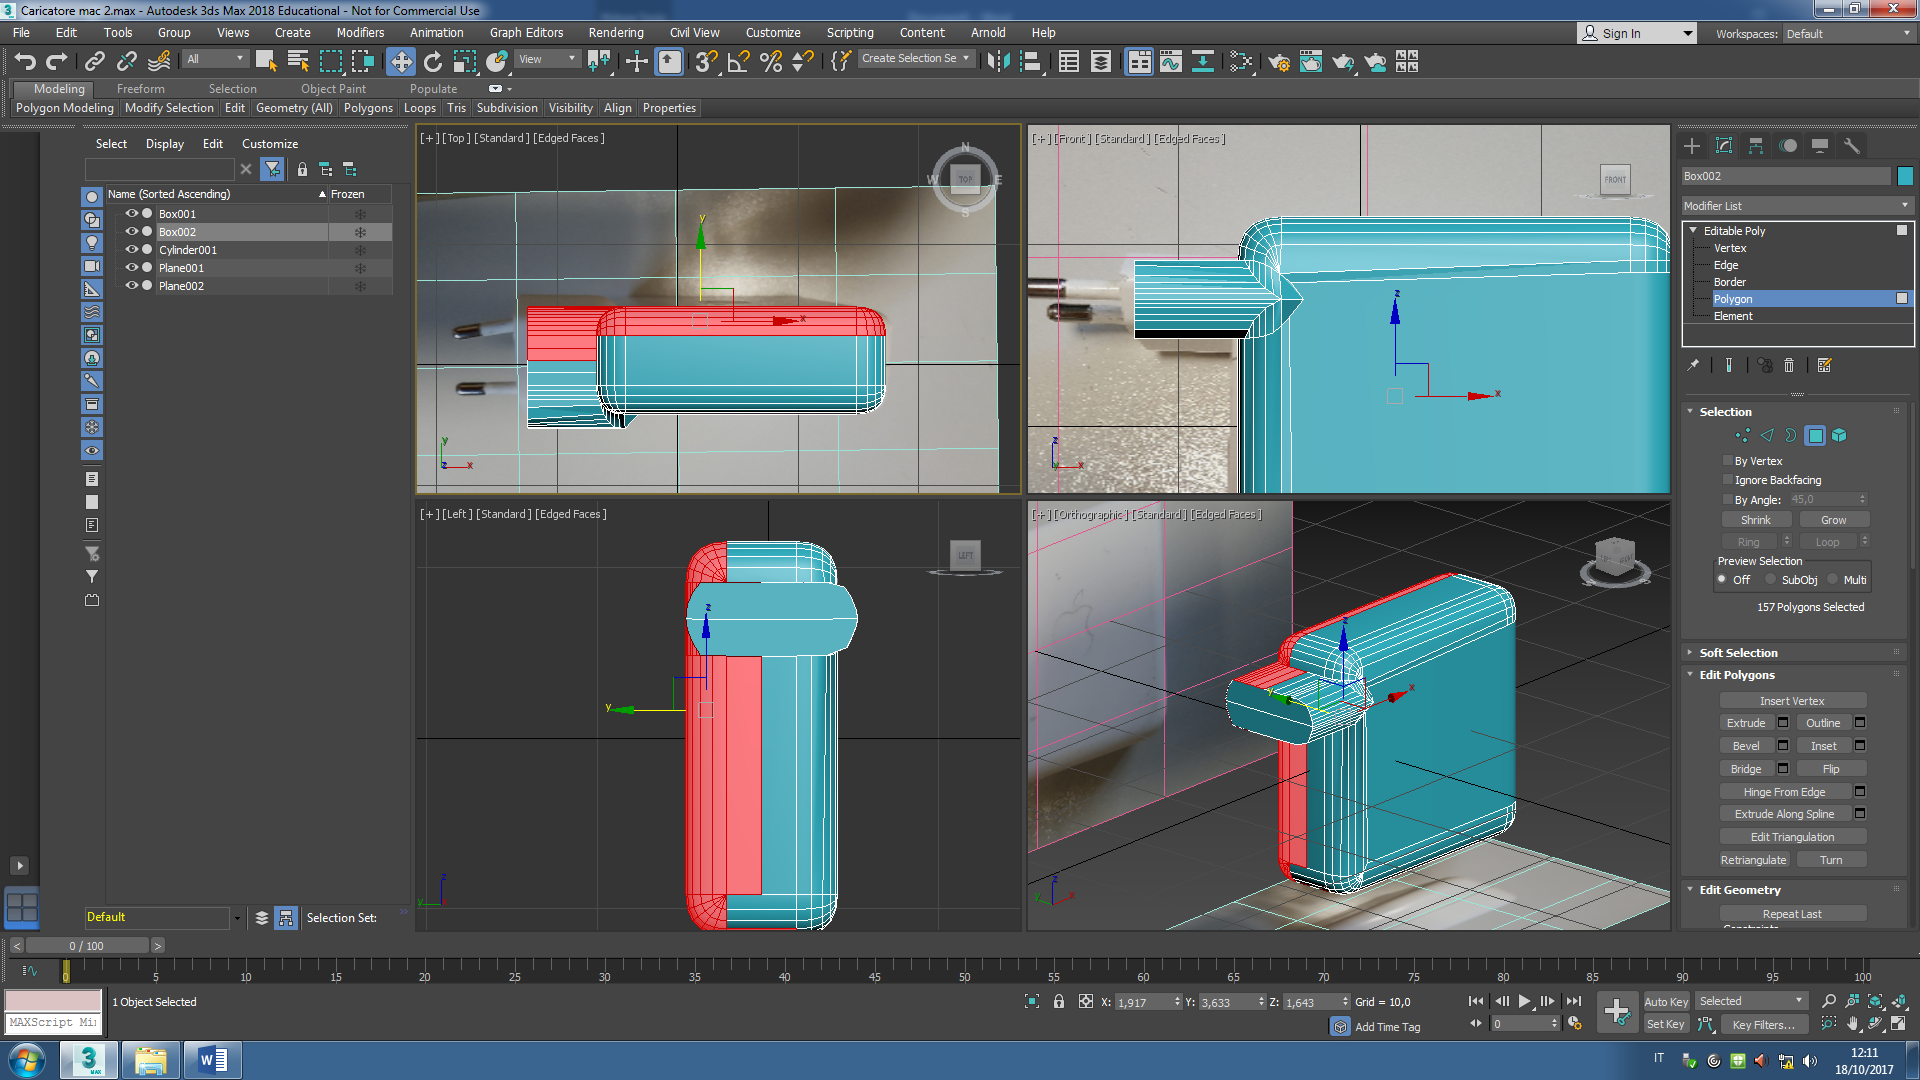 Caricatore mac 2.max - Autodesk 3ds Max 2018 Educational - Not for Commercial Use
File Edit Tools Group Views Create Modifiers Animation Graph Editors Rendering Civil View Customize Scripting Content Arnold Help
Sign In
Workspaces: Default
All
View
Create Selection Se
Modeling Freeform Selection Object Paint Populate
Polygon Modeling Modify Selection Edit Geometry (All) Polygons Loops Tris Subdivision Visibility Align Properties
Select Display Edit Customize
Name (Sorted Ascending) Frozen
Box001
Box002
Cylinder001
Plane001
Plane002
[+] [Top] [Standard] [Edged Faces]
N
W TOP E
S
y
x
y
z x
[+] [Front] [Standard] [Edged Faces]
FRONT
z
x
z
y x
[+] [Left] [Standard] [Edged Faces]
LEFT
z
y
z
y
[+] [Orthographic] [Standard] [Edged Faces]
z
y x
z
y x
Box002
Modifier List
Editable Poly
Vertex
Edge
Border
Polygon
Element
Selection
By Vertex
Ignore Backfacing
By Angle: 45,0
Shrink Grow
Ring Loop
Preview Selection
Off SubObj Multi
157 Polygons Selected
Soft Selection
Edit Polygons
Insert Vertex
Extrude Outline
Bevel Inset
Bridge Flip
Hinge From Edge
Extrude Along Spline
Edit Triangulation
Retriangulate Turn
Edit Geometry
Repeat Last
Constraints
Default
Selection Set:
< 0 / 100 >
0 5 10 15 20 25 30 35 40 45 50 55 60 65 70 75 80 85 90 95 100
1 Object Selected
MAXScript Mi
X: 1,917 Y: 3,633 Z: 1,643 Grid = 10,0
Add Time Tag
0
Auto Key Selected
Set Key Key Filters...
3
MAX
W
IT
12:11
18/10/2017